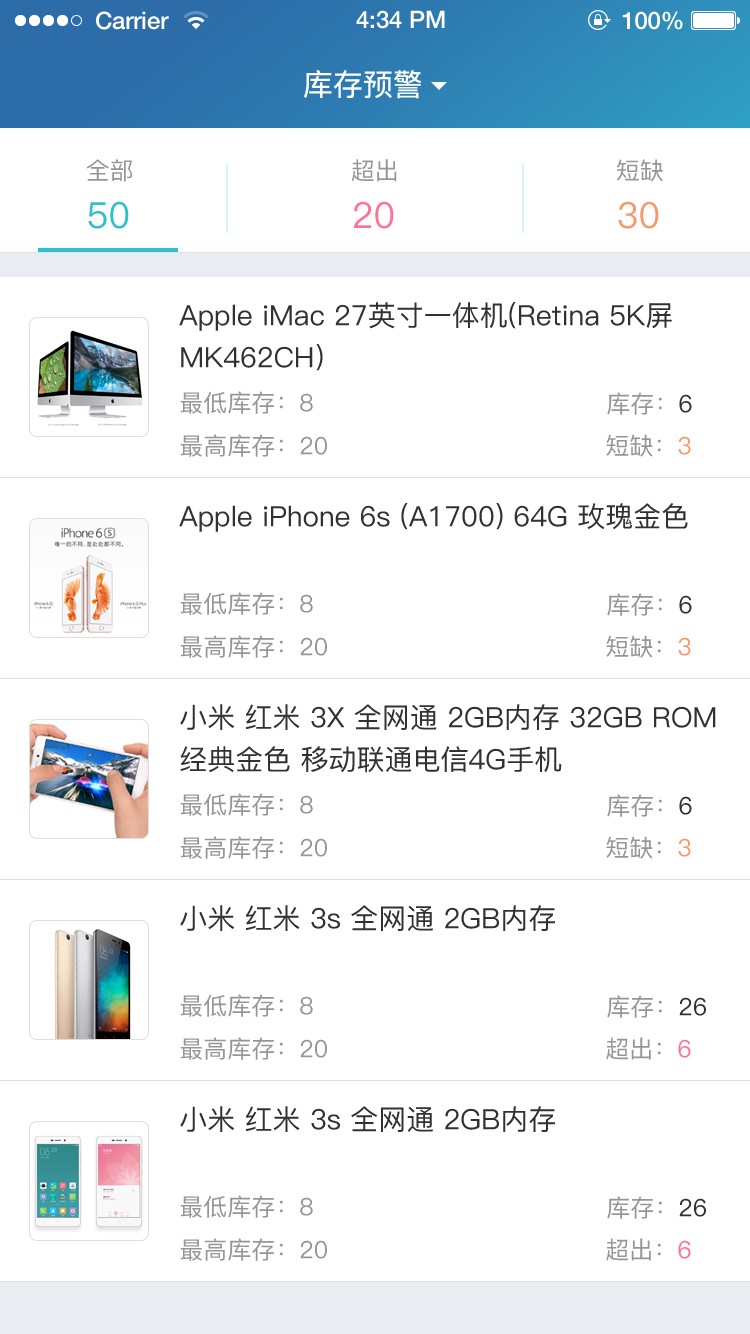 Carrier 4:34 PM 100%
库存预警
全部 超出 短缺
50 20 30
Apple iMac 27英寸一体机(Retina 5K屏
MK462CH)
最低库存：8 库存：6
最高库存：20 短缺：3
iPhone 6s
唯一的不同，是处处都不同。
Apple iPhone 6s (A1700) 64G 玫瑰金色
最低库存：8 库存：6
最高库存：20 短缺：3
小米 红米 3X 全网通 2GB内存 32GB ROM
经典金色 移动联通电信4G手机
最低库存：8 库存：6
最高库存：20 短缺：3
小米 红米 3s 全网通 2GB内存
最低库存：8 库存：26
最高库存：20 超出：6
小米 红米 3s 全网通 2GB内存
最低库存：8 库存：26
最高库存：20 超出：6